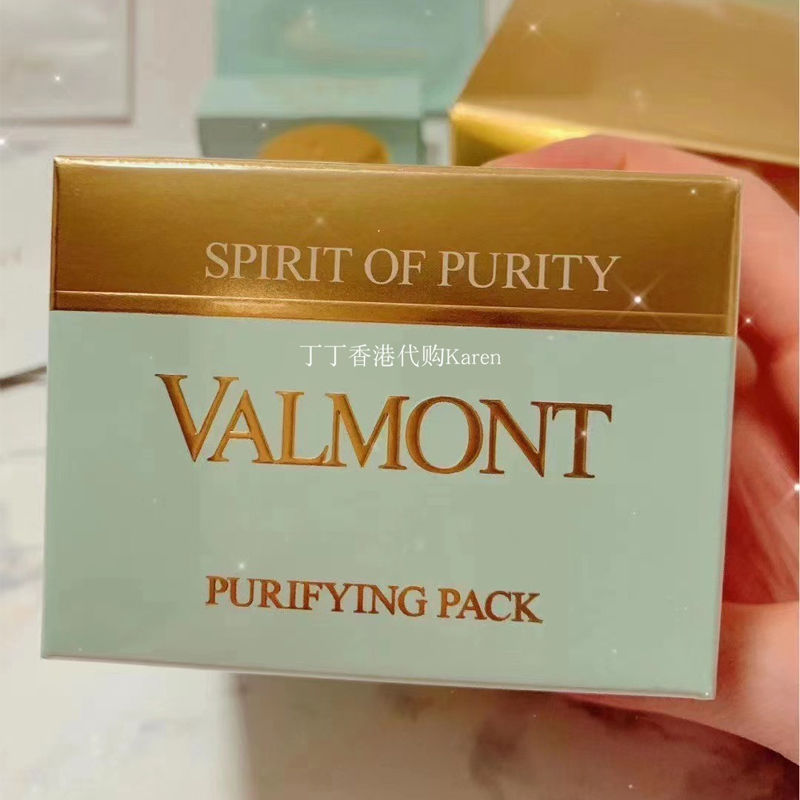 SPIRIT OF PURITY
丁丁香港代购Karen
VALMONT
PURIFYING PACK